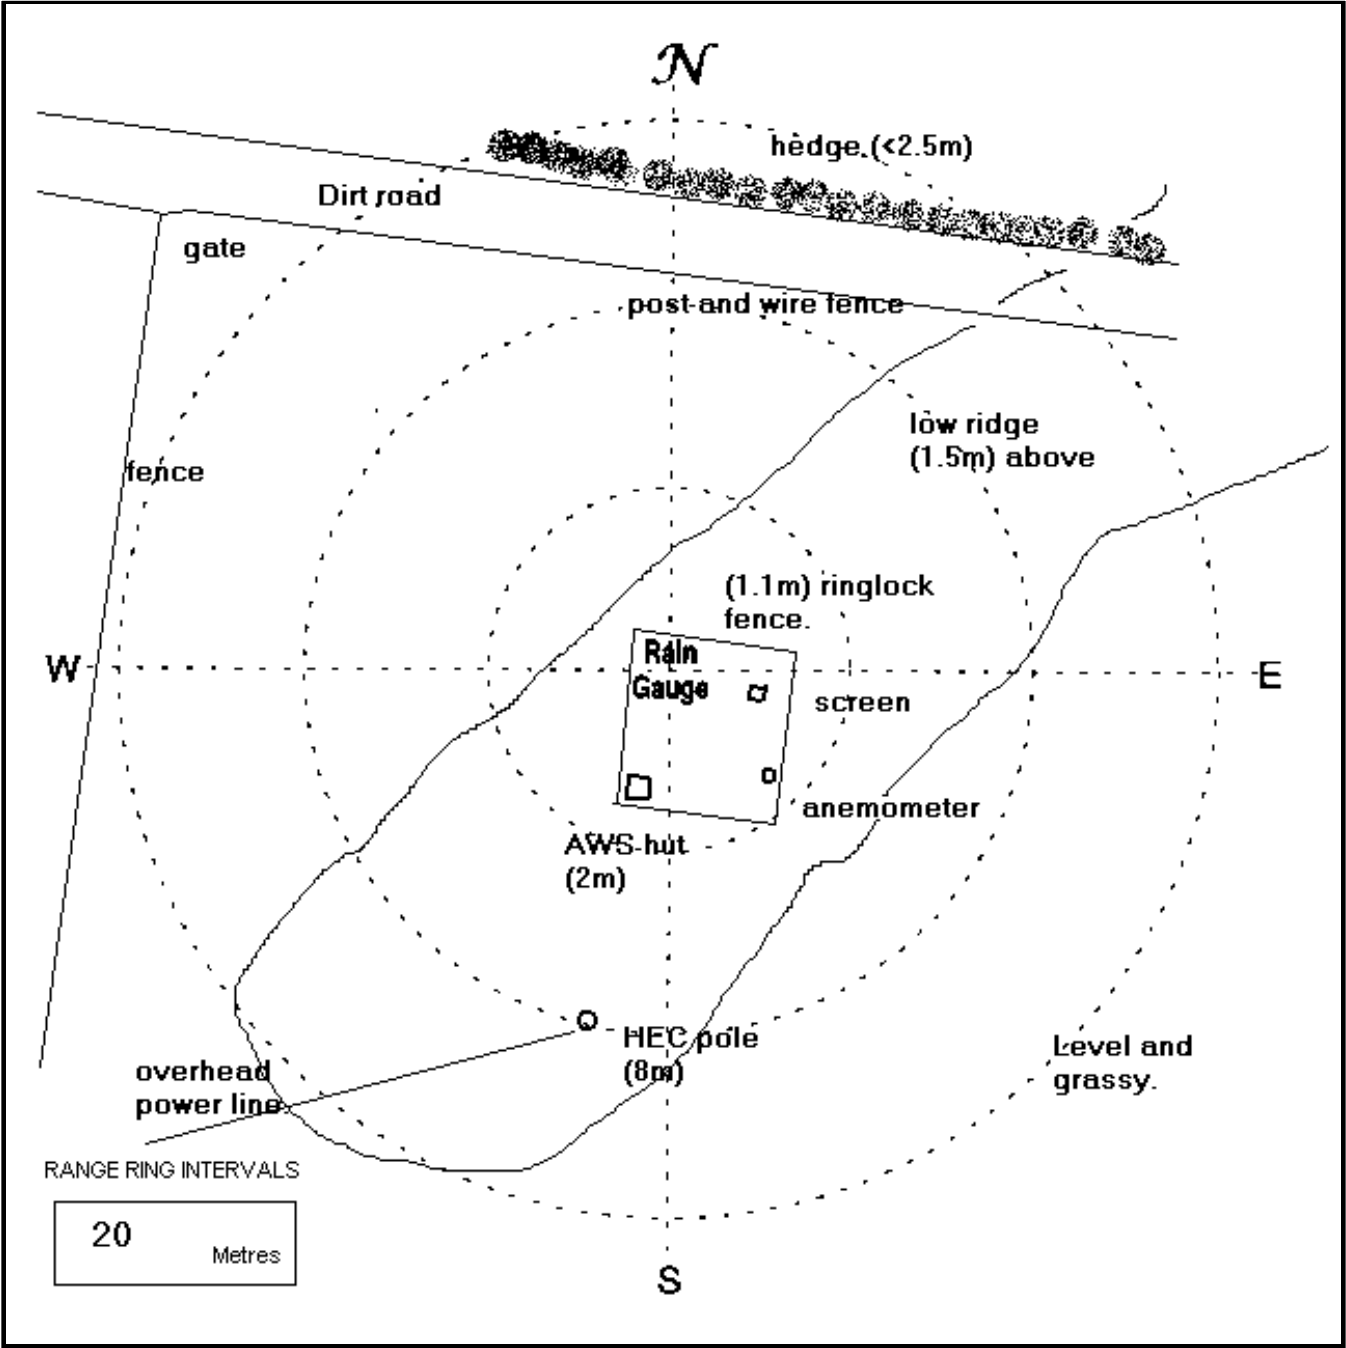 N
hedge.(<2.5m)
Dirt road
gate
post-and wire fence
low ridge
(1.5m) above
fence
(1.1m) ringlock
fence.
Rain
Gauge
W
E
screen
anemometer
AWS-hut
(2m)
HEC pole
(8m)
Level and
grassy.
overhead
power line
RANGE RING INTERVALS
20
Metres
S